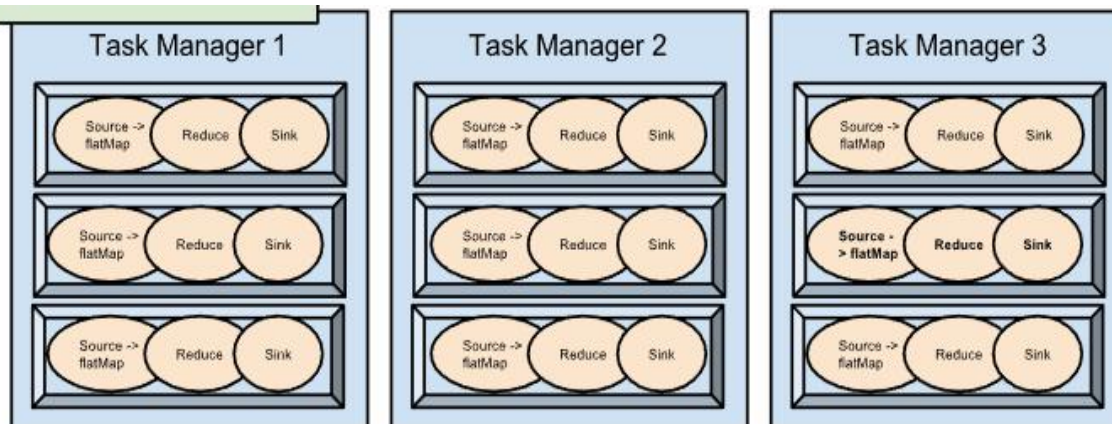 Task Manager 1
Source ->
flatMap
Reduce
Sink
Source ->
flatMap
Reduce
Sink
Source ->
flatMap
Reduce
Sink
Task Manager 2
Source ->
flatMap
Reduce
Sink
Source ->
flatMap
Reduce
Sink
Source ->
flatMap
Reduce
Sink
Task Manager 3
Source ->
flatMap
Reduce
Sink
Source -
> flatMap
Reduce
Sink
Source ->
flatMap
Reduce
Sink